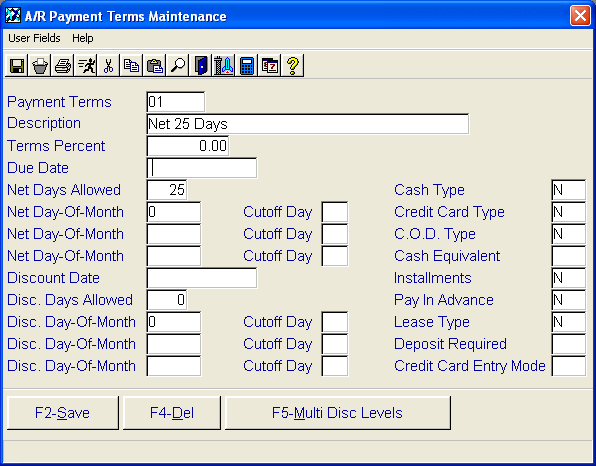 A/R Payment Terms Maintenance
User Fields Help
Payment Terms 01
Description Net 25 Days
Terms Percent 0.00
Due Date
Net Days Allowed 25 Cash Type N
Net Day-Of-Month 0 Cutoff Day Credit Card Type N
Net Day-Of-Month Cutoff Day C.O.D. Type N
Net Day-Of-Month Cutoff Day Cash Equivalent
Discount Date Installments N
Disc. Days Allowed 0 Pay In Advance N
Disc. Day-Of-Month 0 Cutoff Day Lease Type N
Disc. Day-Of-Month Cutoff Day Deposit Required
Disc. Day-Of-Month Cutoff Day Credit Card Entry Mode
F2-Save F4-Del F5-Multi Disc Levels